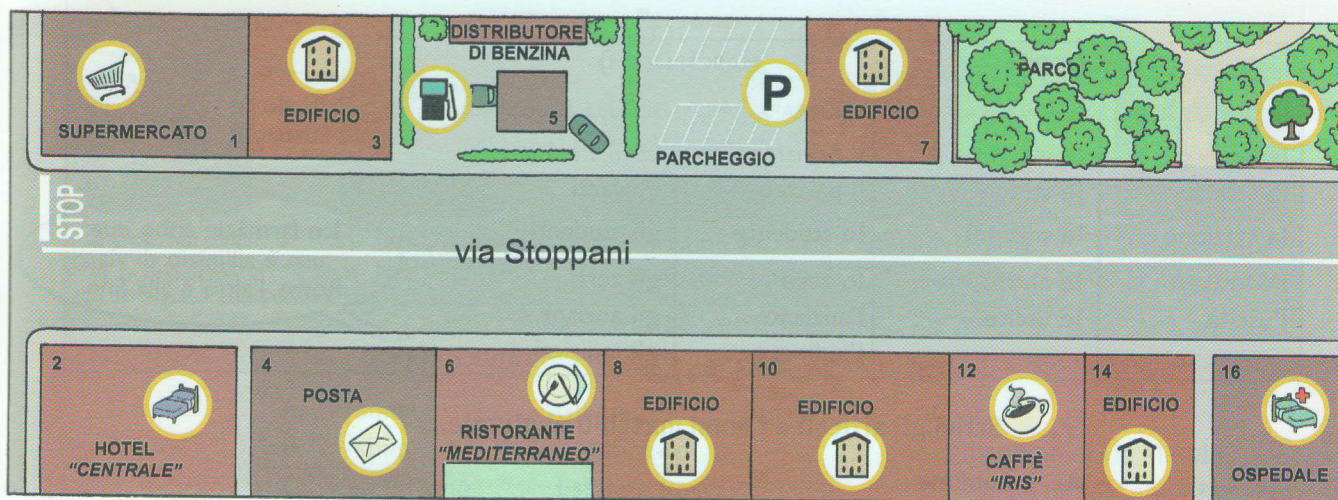 DISTRIBUTORE
DI BENZINA
SUPERMERCATO 1
EDIFICIO
3
5
PARCHEGGIO
P
EDIFICIO
7
PARCO
STOP
via Stoppani
2
HOTEL
"CENTRALE"
4
POSTA
6
RISTORANTE
"MEDITERRANEO"
8
EDIFICIO
10
EDIFICIO
12
CAFFÈ
"IRIS"
14
EDIFICIO
16
OSPEDALE